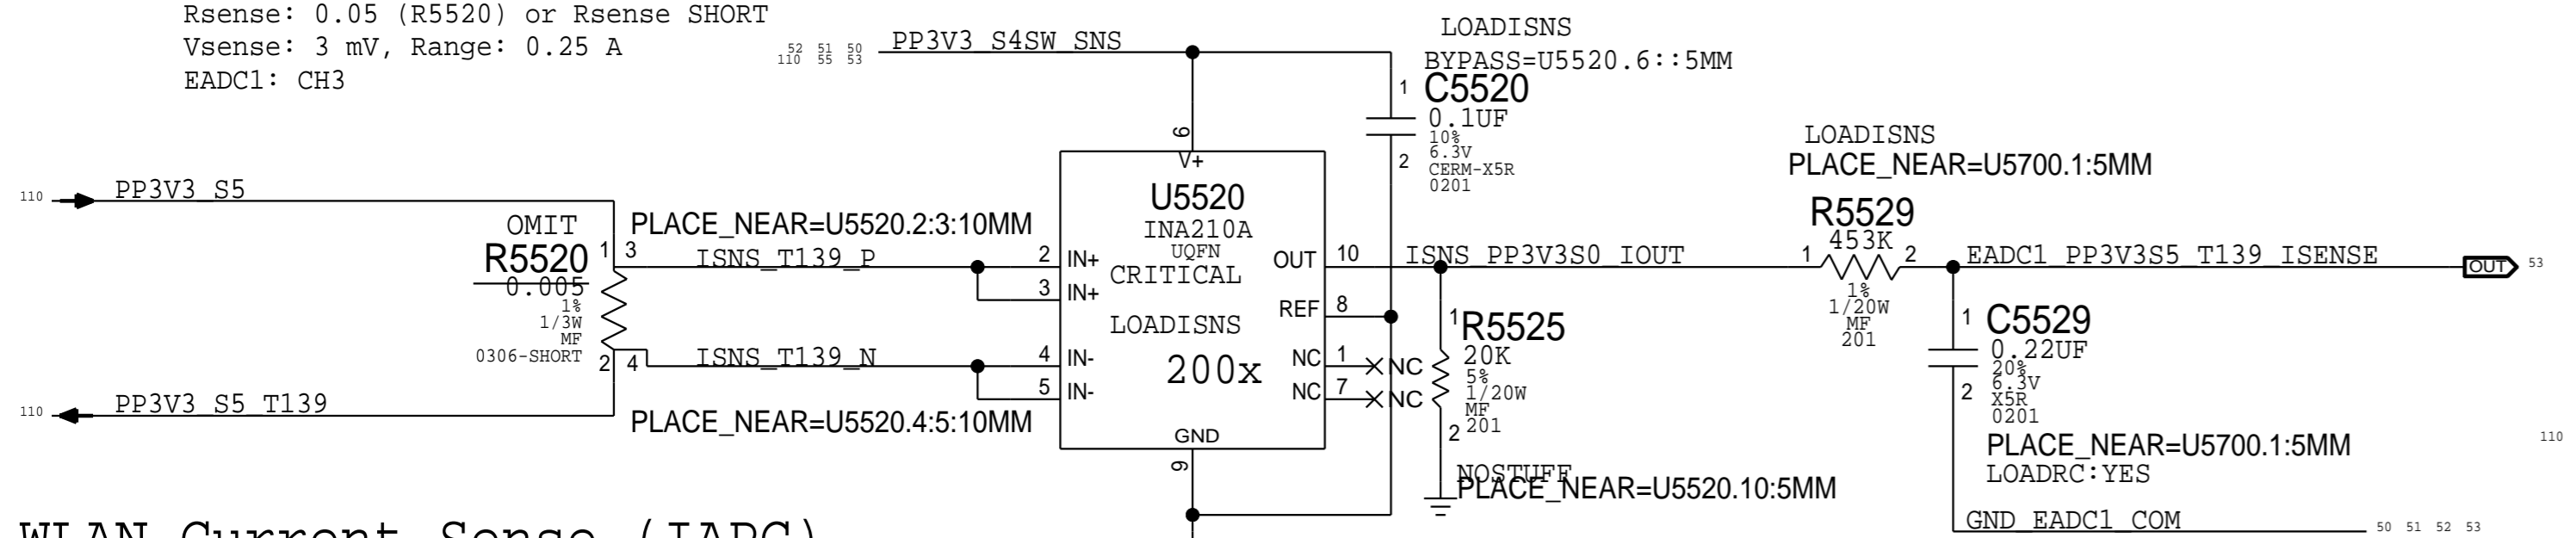 Rsense: 0.05 (R5520) or Rsense SHORT
Vsense: 3 mV, Range: 0.25 A
EADC1: CH3
52 51 50
110 55 53
PP3V3_S4SW_SNS
LOADISNS
BYPASS=U5520.6::5MM
1
C5520
0.1UF
10%
6.3V
CERM-X5R
0201
2
6
V+
U5520
INA210A
UQFN
CRITICAL
LOADISNS
200x
110
PP3V3_S5
OMIT
R5520
0.005
1%
1/3W
MF
0306-SHORT
1 3
2 4
PLACE_NEAR=U5520.2:3:10MM
ISNS_T139_P
2 IN+
3 IN+
ISNS_T139_N
4 IN-
5 IN-
110
PP3V3_S5_T139
PLACE_NEAR=U5520.4:5:10MM
OUT 10
REF 8
NC 1 NC
NC 7 NC
GND
9
ISNS_PP3V3S0_IOUT
1
R5525
20K
5%
1/20W
MF
201
2
NOSTUFF
PLACE_NEAR=U5520.10:5MM
LOADISNS
PLACE_NEAR=U5700.1:5MM
R5529
1 453K 2
1%
1/20W
MF
201
EADC1_PP3V3S5_T139_ISENSE
OUT
53
1
C5529
0.22UF
20%
6.3V
X5R
0201
2
PLACE_NEAR=U5700.1:5MM
LOADRC:YES
110
GND_EADC1_COM
50 51 52 53
WLAN Current Sense (IAPC)